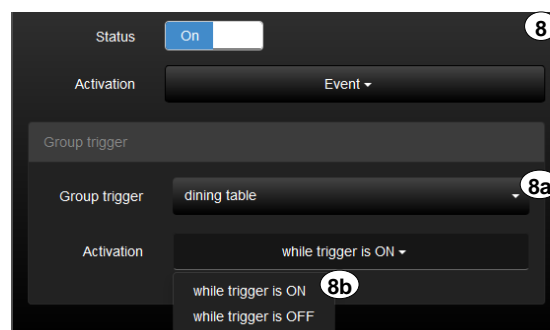 8
Status On
Activation Event
Group trigger
Group trigger dining table 8a
Activation while trigger is ON
while trigger is ON 8b
while trigger is OFF